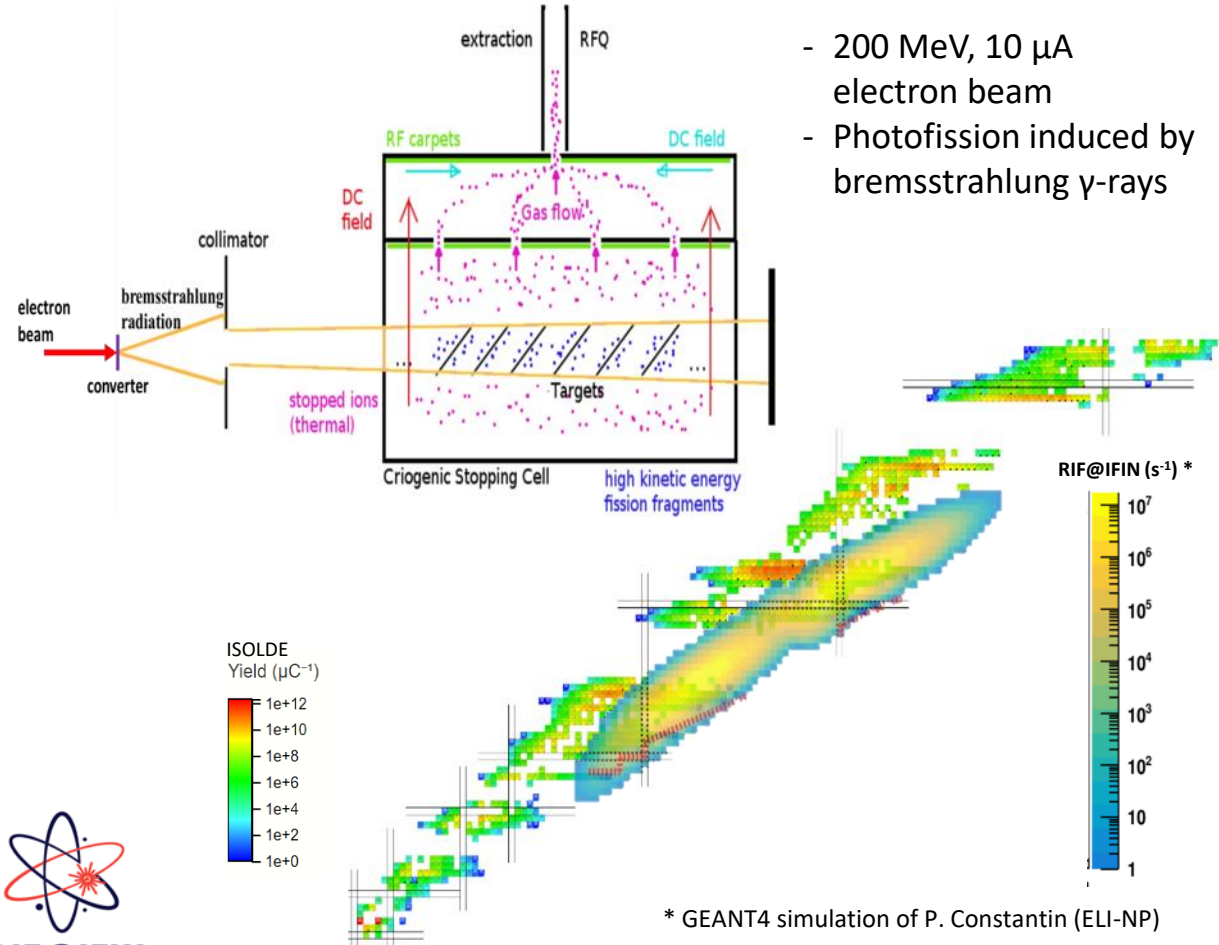 extraction
RFQ
- 200 MeV, 10 μA
electron beam
- Photofission induced by
bremsstrahlung γ-rays
RF carpets
DC field
DC
field
Gas flow
collimator
bremsstrahlung
radiation
electron
beam
converter
...
...
Targets
stopped ions
(thermal)
Criogenic Stopping Cell
high kinetic energy
fission fragments
RIF@IFIN (s⁻¹) *
10⁷
10⁶
10⁵
10⁴
10³
10²
10
1
ISOLDE
Yield (μC⁻¹)
1e+12
1e+10
1e+8
1e+6
1e+4
1e+2
1e+0
* GEANT4 simulation of P. Constantin (ELI-NP)